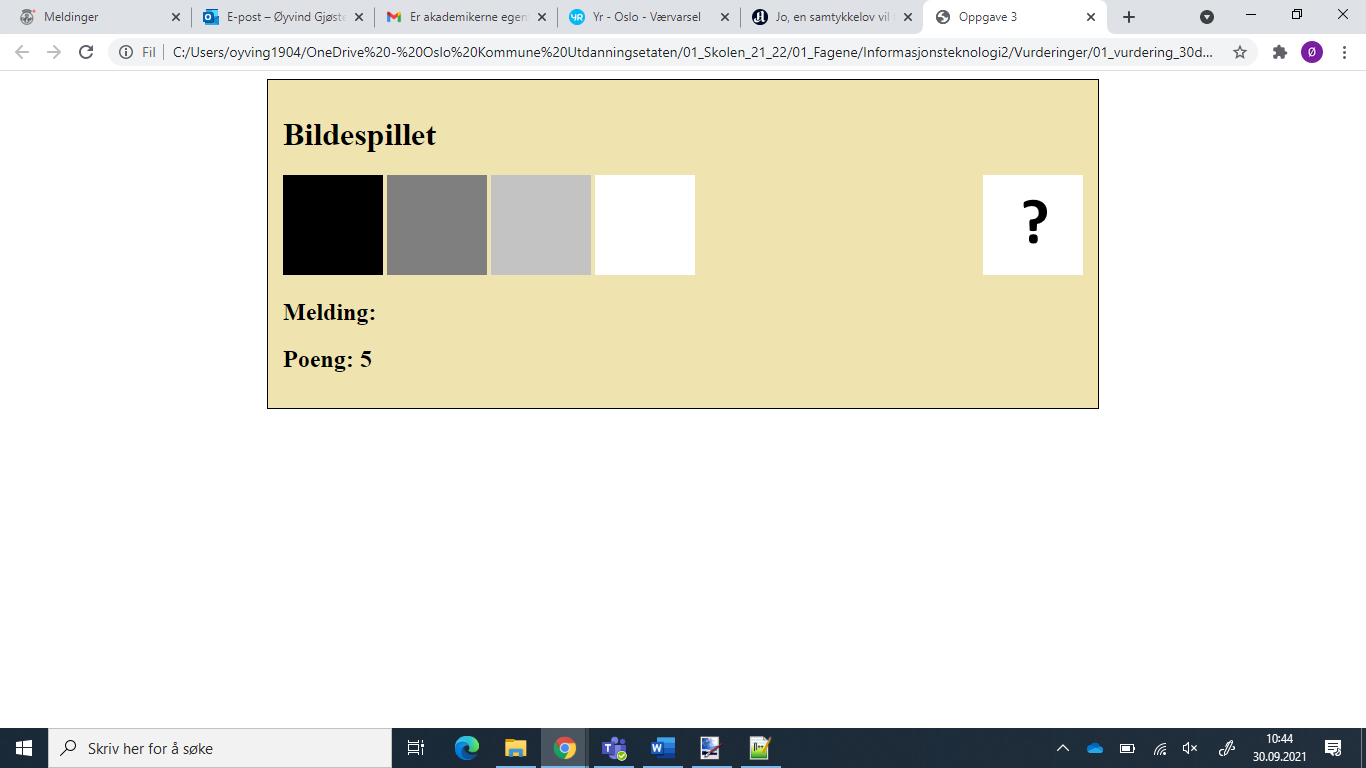 Meldinger
E-post – Øyvind Gjøste
Er akademikerne egen
Yr - Oslo - Værvarsel
Jo, en samtykkelov vil
Oppgave 3
Fil
C:/Users/oyving1904/OneDrive%20-%20Oslo%20Kommune%20Utdanningsetaten/01_Skolen_21_22/01_Fagene/Informasjonsteknologi2/Vurderinger/01_vurdering_30d...
Ø
Bildespillet
?
Melding:
Poeng: 5
Skriv her for å søke
10:44
30.09.2021